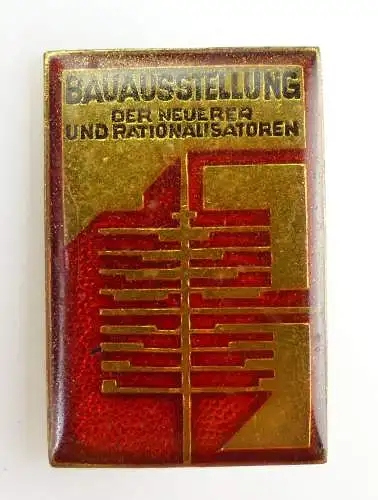 BAUAUSSTELLUNG
DER NEUERER
UND RATIONALISATOREN